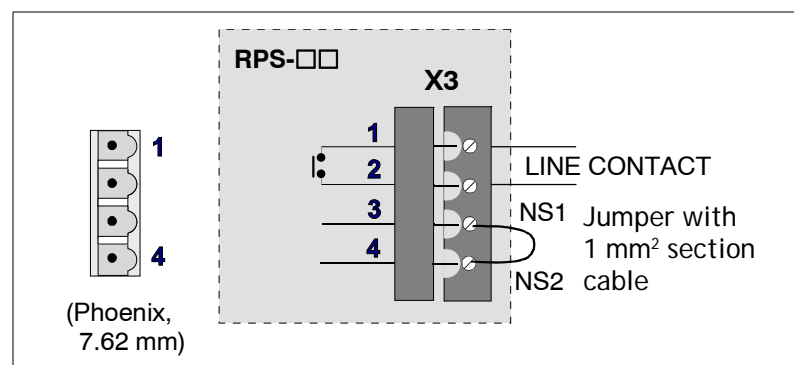 RPS-□□
X3
1
1
2
LINE CONTACT
3
NS1
Jumper with
4
4
1 mm² section
NS2
cable
(Phoenix,
7.62 mm)